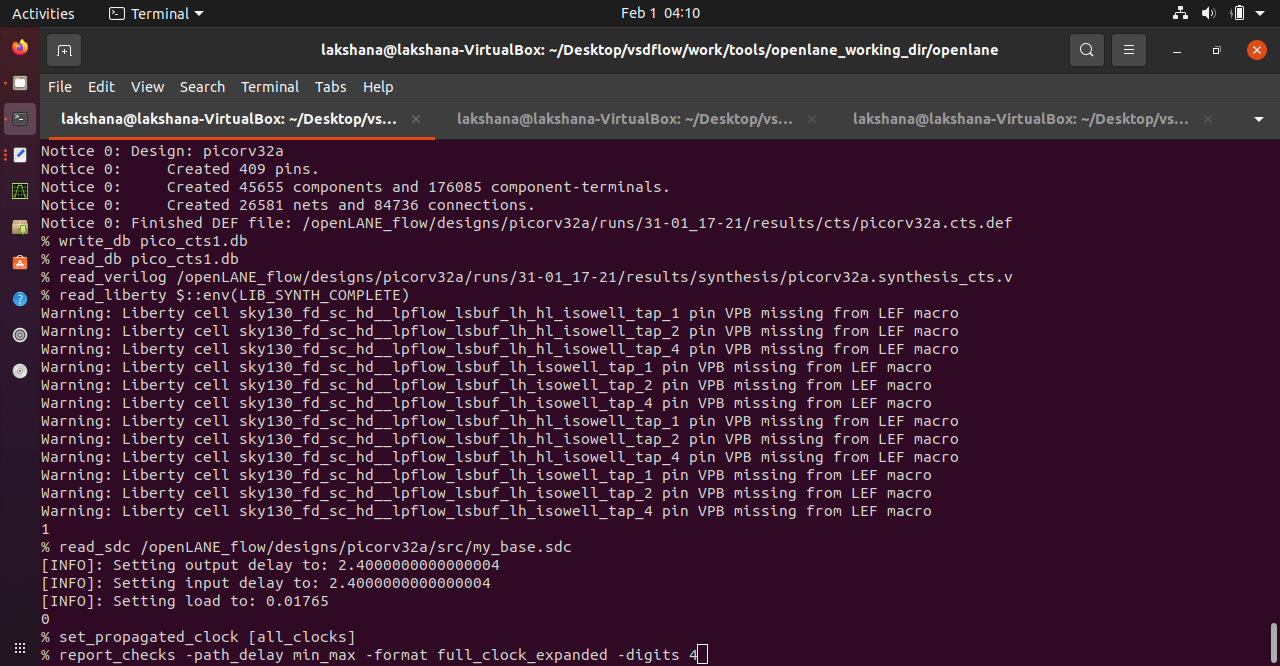 Activities
Terminal
Feb 1 04:10
lakshana@lakshana-VirtualBox: ~/Desktop/vsdflow/work/tools/openlane_working_dir/openlane
File Edit View Search Terminal Tabs Help
lakshana@lakshana-VirtualBox: ~/Desktop/vs...
lakshana@lakshana-VirtualBox: ~/Desktop/vs...
lakshana@lakshana-VirtualBox: ~/Desktop/vs...
Notice 0: Design: picorv32a
Notice 0:     Created 409 pins.
Notice 0:     Created 45655 components and 176085 component-terminals.
Notice 0:     Created 26581 nets and 84736 connections.
Notice 0: Finished DEF file: /openLANE_flow/designs/picorv32a/runs/31-01_17-21/results/cts/picorv32a.cts.def
% write_db pico_cts1.db
% read_db pico_cts1.db
% read_verilog /openLANE_flow/designs/picorv32a/runs/31-01_17-21/results/synthesis/picorv32a.synthesis_cts.v
% read_liberty $::env(LIB_SYNTH_COMPLETE)
Warning: Liberty cell sky130_fd_sc_hd__lpflow_lsbuf_lh_hl_isowell_tap_1 pin VPB missing from LEF macro
Warning: Liberty cell sky130_fd_sc_hd__lpflow_lsbuf_lh_hl_isowell_tap_2 pin VPB missing from LEF macro
Warning: Liberty cell sky130_fd_sc_hd__lpflow_lsbuf_lh_hl_isowell_tap_4 pin VPB missing from LEF macro
Warning: Liberty cell sky130_fd_sc_hd__lpflow_lsbuf_lh_isowell_tap_1 pin VPB missing from LEF macro
Warning: Liberty cell sky130_fd_sc_hd__lpflow_lsbuf_lh_isowell_tap_2 pin VPB missing from LEF macro
Warning: Liberty cell sky130_fd_sc_hd__lpflow_lsbuf_lh_isowell_tap_4 pin VPB missing from LEF macro
Warning: Liberty cell sky130_fd_sc_hd__lpflow_lsbuf_lh_hl_isowell_tap_1 pin VPB missing from LEF macro
Warning: Liberty cell sky130_fd_sc_hd__lpflow_lsbuf_lh_hl_isowell_tap_2 pin VPB missing from LEF macro
Warning: Liberty cell sky130_fd_sc_hd__lpflow_lsbuf_lh_hl_isowell_tap_4 pin VPB missing from LEF macro
Warning: Liberty cell sky130_fd_sc_hd__lpflow_lsbuf_lh_isowell_tap_1 pin VPB missing from LEF macro
Warning: Liberty cell sky130_fd_sc_hd__lpflow_lsbuf_lh_isowell_tap_2 pin VPB missing from LEF macro
Warning: Liberty cell sky130_fd_sc_hd__lpflow_lsbuf_lh_isowell_tap_4 pin VPB missing from LEF macro
1
% read_sdc /openLANE_flow/designs/picorv32a/src/my_base.sdc
[INFO]: Setting output delay to: 2.4000000000000004
[INFO]: Setting input delay to: 2.4000000000000004
[INFO]: Setting load to: 0.01765
0
% set_propagated_clock [all_clocks]
% report_checks -path_delay min_max -format full_clock_expanded -digits 4